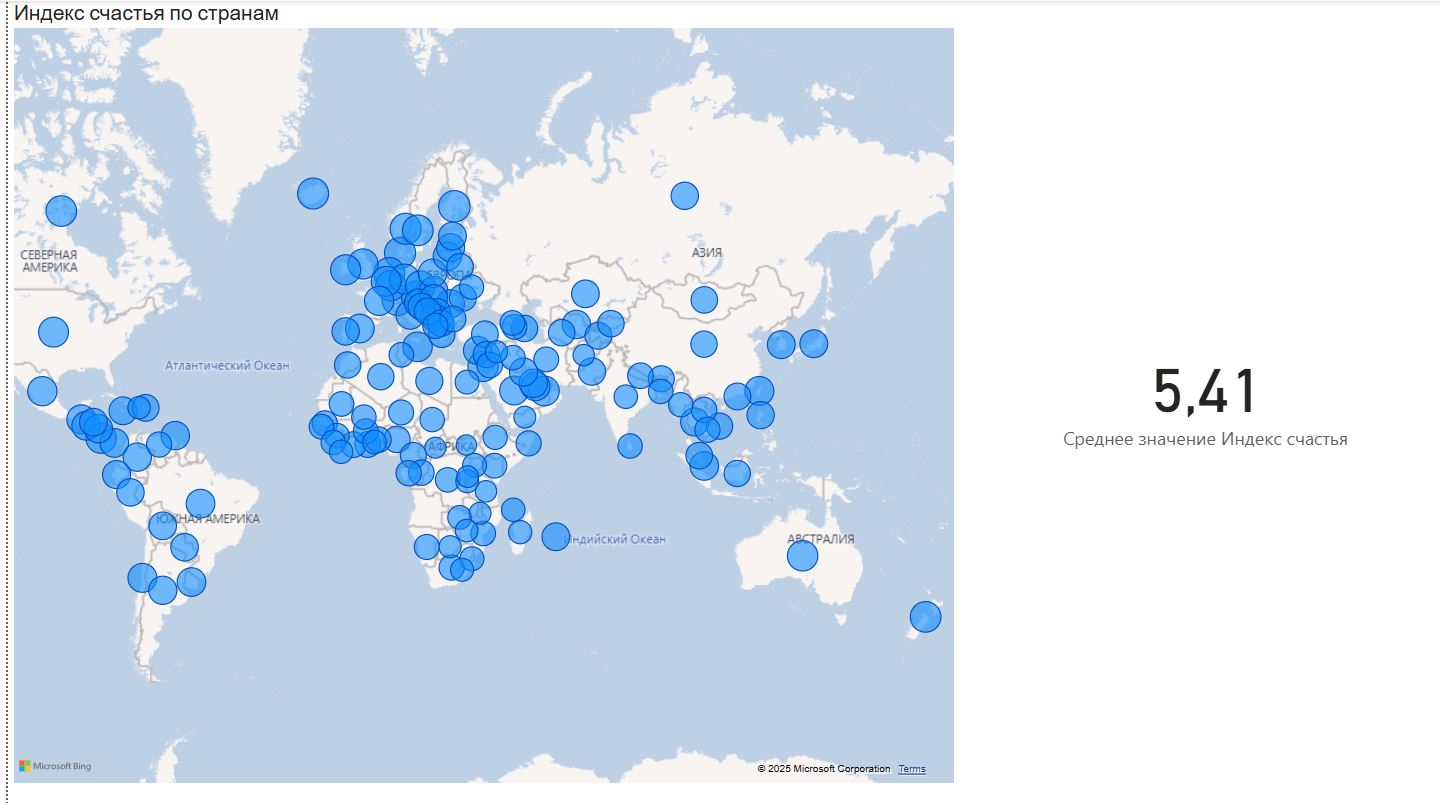 Индекс счастья по странам
СЕВЕРНАЯ
АМЕРИКА
ЕВРОПА
АЗИЯ
Атлантический Океан
5,41
Среднее значение Индекс счастья
АФРИКА
ЮЖНАЯ АМЕРИКА
Индийский Океан
АВСТРАЛИЯ
Microsoft Bing
© 2025 Microsoft Corporation Terms